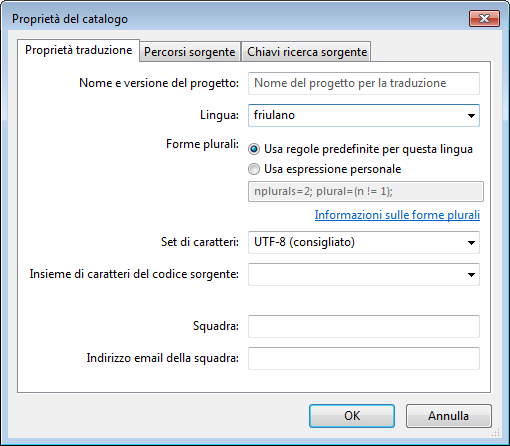 Proprietà del catalogo
Proprietà traduzione Percorsi sorgente Chiavi ricerca sorgente
Nome e versione del progetto: Nome del progetto per la traduzione
Lingua: friulano
Forme plurali: Usa regole predefinite per questa lingua
Usa espressione personale
nplurals=2; plural=(n != 1);
Informazioni sulle forme plurali
Set di caratteri: UTF-8 (consigliato)
Insieme di caratteri del codice sorgente:
Squadra:
Indirizzo email della squadra:
OK Annulla